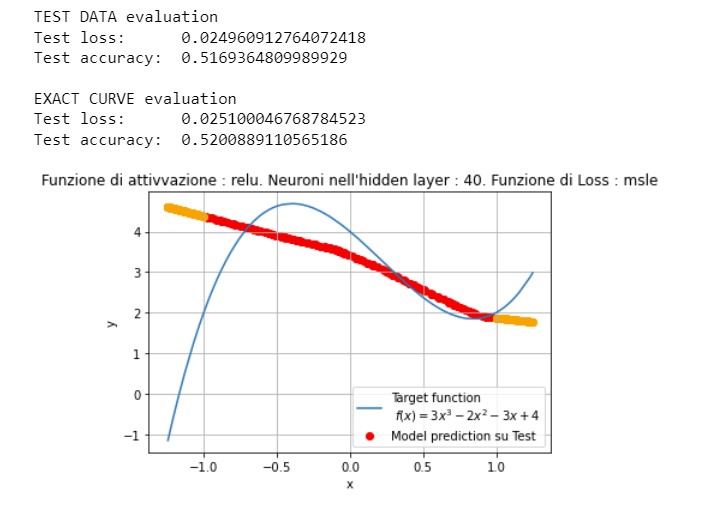 TEST DATA evaluation
Test loss: 0.024960912764072418
Test accuracy: 0.5169364809989929
EXACT CURVE evaluation
Test loss: 0.025100046768784523
Test accuracy: 0.5200889110565186
Funzione di attivvazione : relu. Neuroni nell'hidden layer : 40. Funzione di Loss : msle
4
3
2
1
0
−1
y
Target function
f(x) = 3x³ − 2x² − 3x + 4
Model prediction su Test
−1.0 −0.5 0.0 0.5 1.0
x